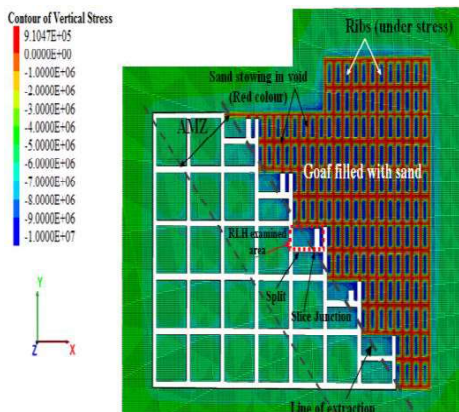 Contour of Vertical Stress
9.1047E+05
0.0000E+00
-1.0000E+06
-2.0000E+06
-3.0000E+06
-4.0000E+06
-5.0000E+06
-6.0000E+06
-7.0000E+06
-8.0000E+06
-9.0000E+06
-1.0000E+07
Ribs (under stress)
Sand stowing in void
(Red colour)
AMZ
Goaf filled with sand
RLH examined
area
Split
Slice Junction
Line of extraction
Y
Z
X